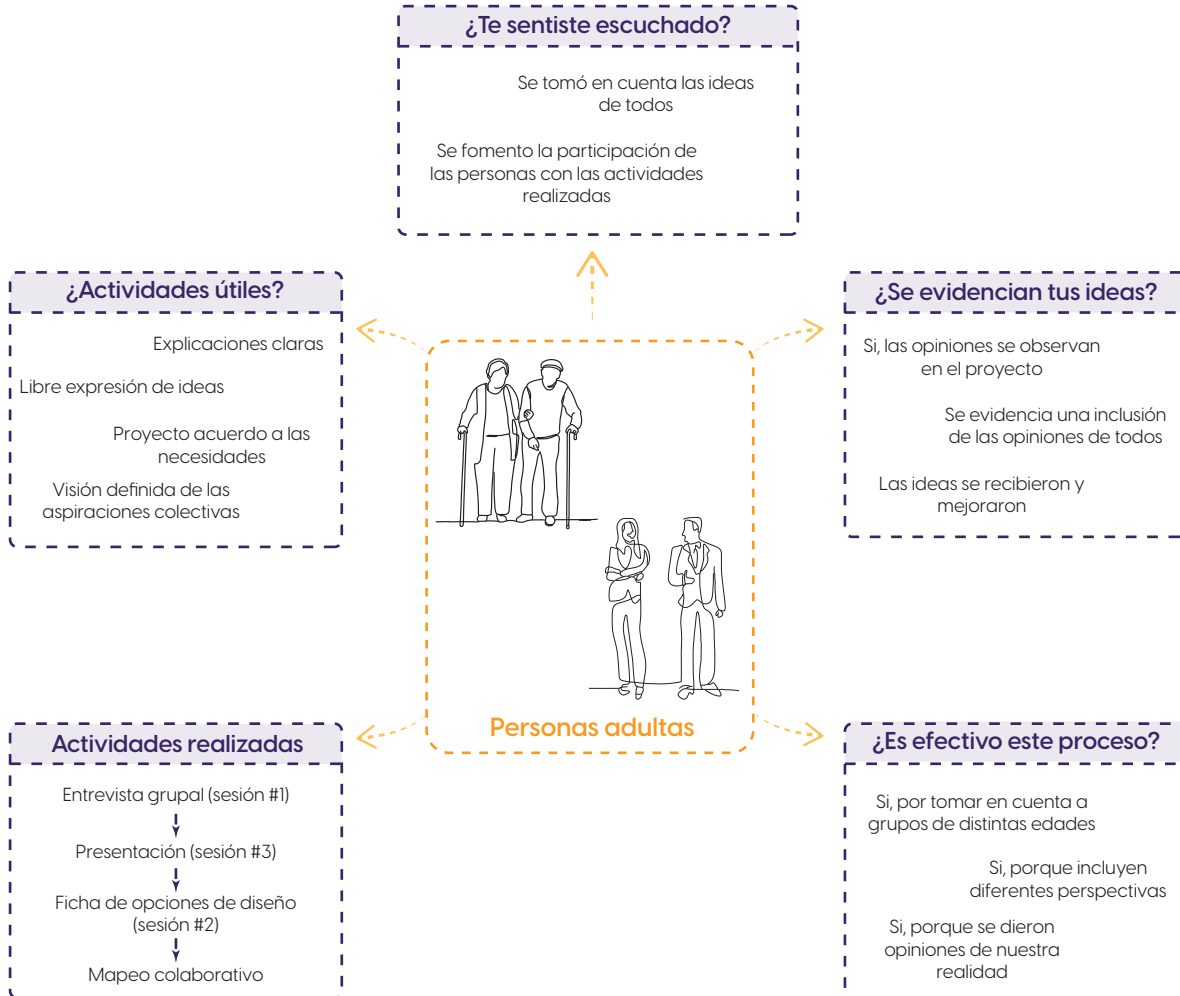 ¿Te sentiste escuchado?
Se tomó en cuenta las ideas
de todos
Se fomento la participación de
las personas con las actividades
realizadas
¿Actividades útiles?
Explicaciones claras
Libre expresión de ideas
Proyecto acuerdo a las
necesidades
Visión definida de las
aspiraciones colectivas
¿Se evidencian tus ideas?
Si, las opiniones se observan
en el proyecto
Se evidencia una inclusión
de las opiniones de todos
Las ideas se recibieron y
mejoraron
Personas adultas
Actividades realizadas
Entrevista grupal (sesión #1)
Presentación (sesión #3)
Ficha de opciones de diseño
(sesión #2)
Mapeo colaborativo
¿Es efectivo este proceso?
Si, por tomar en cuenta a
grupos de distintas edades
Si, porque incluyen
diferentes perspectivas
Si, porque se dieron
opiniones de nuestra
realidad